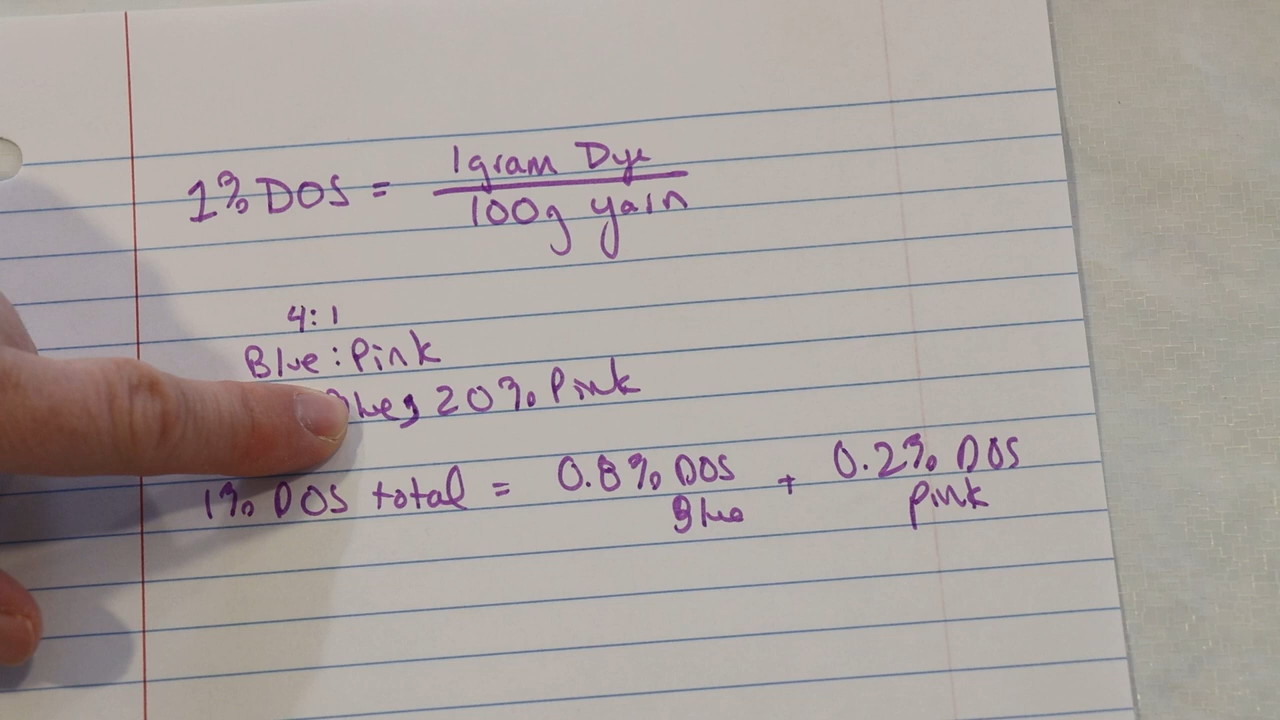 1% DOS = 1gram Dye
100g yarn
4:1
Blue : Pink
Blue, 20% Pink
1% DOS total = 0.8% DOS + 0.2% DOS
Blue Pink